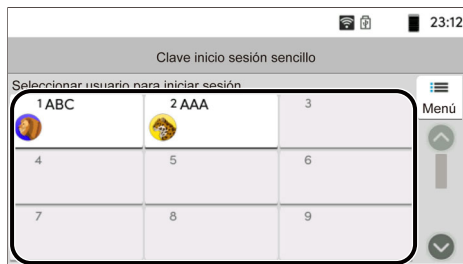 23:12
Clave inicio sesión sencillo
Seleccionar usuario para iniciar sesión
Menú
1 ABC
2 AAA
3
4
5
6
7
8
9